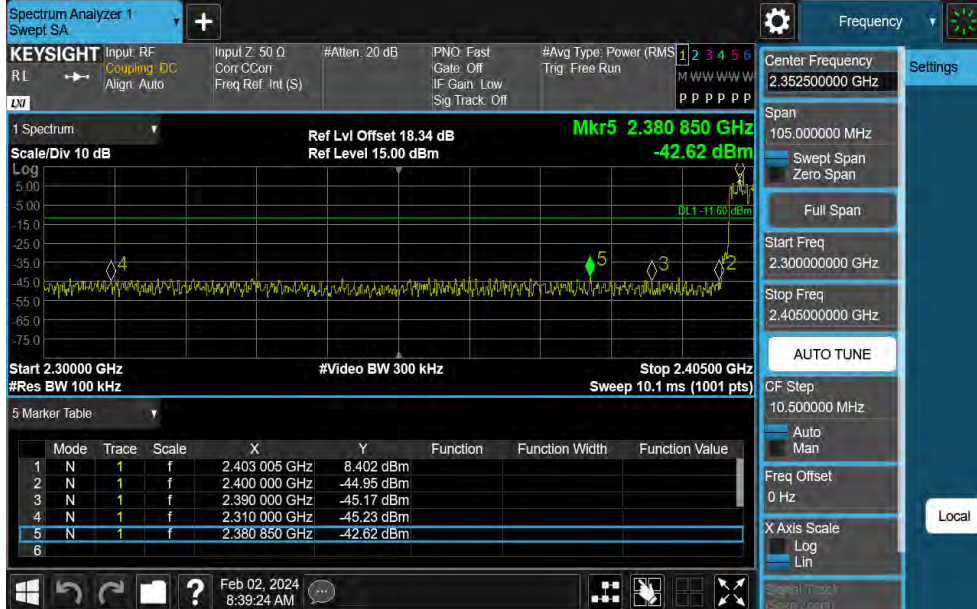 Spectrum Analyzer 1
Swept SA
Frequency
KEYSIGHT
RL
LXI
Input: RF
Coupling: DC
Align: Auto
Input Z: 50 Ω
Corr CCorr
Freq Ref: Int (S)
#Atten: 20 dB
PNO: Fast
Gate: Off
IF Gain: Low
Sig Track: Off
#Avg Type: Power (RMS
Trig: Free Run
1 2 3 4 5 6
M W W W W W
P P P P P P
1 Spectrum
Scale/Div 10 dB
Ref Lvl Offset 18.34 dB
Ref Level 15.00 dBm
Mkr5 2.380 850 GHz
-42.62 dBm
Log
5.00
-5.00
-15.0
-25.0
-35.0
-45.0
-55.0
-65.0
-75.0
DL1 -11.60 dBm
4
5
3
2
Start 2.30000 GHz
#Video BW 300 kHz
Stop 2.40500 GHz
#Res BW 100 kHz
Sweep 10.1 ms (1001 pts)
5 Marker Table
Mode Trace Scale X Y Function Function Width Function Value
1 N 1 f 2.403 005 GHz 8.402 dBm
2 N 1 f 2.400 000 GHz -44.95 dBm
3 N 1 f 2.390 000 GHz -45.17 dBm
4 N 1 f 2.310 000 GHz -45.23 dBm
5 N 1 f 2.380 850 GHz -42.62 dBm
6
Feb 02, 2024
8:39:24 AM
Center Frequency
2.352500000 GHz
Span
105.000000 MHz
Swept Span
Zero Span
Full Span
Start Freq
2.300000000 GHz
Stop Freq
2.405000000 GHz
AUTO TUNE
CF Step
10.500000 MHz
Auto
Man
Freq Offset
0 Hz
X Axis Scale
Log
Lin
Signal Track
Settings
Local